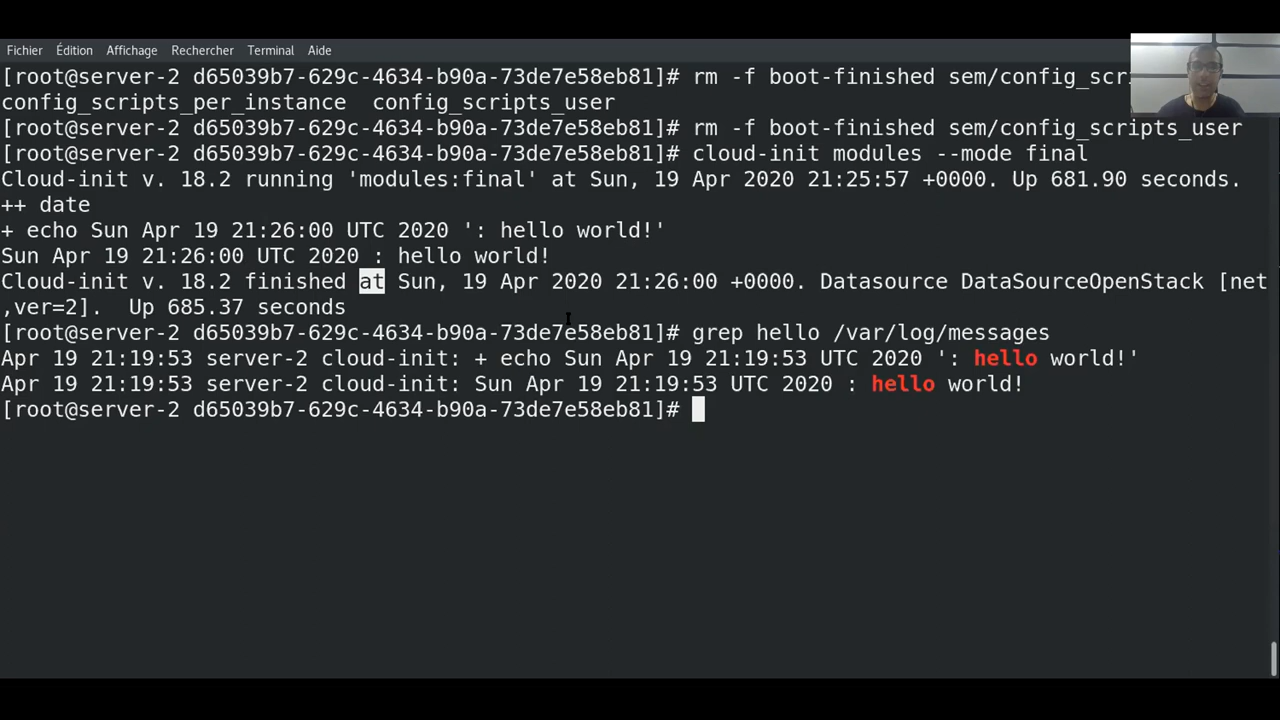 Fichier Édition Affichage Rechercher Terminal Aide
[root@server-2 d65039b7-629c-4634-b90a-73de7e58eb81]# rm -f boot-finished sem/config_scr
config_scripts_per_instance  config_scripts_user
[root@server-2 d65039b7-629c-4634-b90a-73de7e58eb81]# rm -f boot-finished sem/config_scripts_user
[root@server-2 d65039b7-629c-4634-b90a-73de7e58eb81]# cloud-init modules --mode final
Cloud-init v. 18.2 running 'modules:final' at Sun, 19 Apr 2020 21:25:57 +0000. Up 681.90 seconds.
++ date
+ echo Sun Apr 19 21:26:00 UTC 2020 ': hello world!'
Sun Apr 19 21:26:00 UTC 2020 : hello world!
Cloud-init v. 18.2 finished at Sun, 19 Apr 2020 21:26:00 +0000. Datasource DataSourceOpenStack [net
,ver=2].  Up 685.37 seconds
[root@server-2 d65039b7-629c-4634-b90a-73de7e58eb81]# grep hello /var/log/messages
Apr 19 21:19:53 server-2 cloud-init: + echo Sun Apr 19 21:19:53 UTC 2020 ': hello world!'
Apr 19 21:19:53 server-2 cloud-init: Sun Apr 19 21:19:53 UTC 2020 : hello world!
[root@server-2 d65039b7-629c-4634-b90a-73de7e58eb81]#